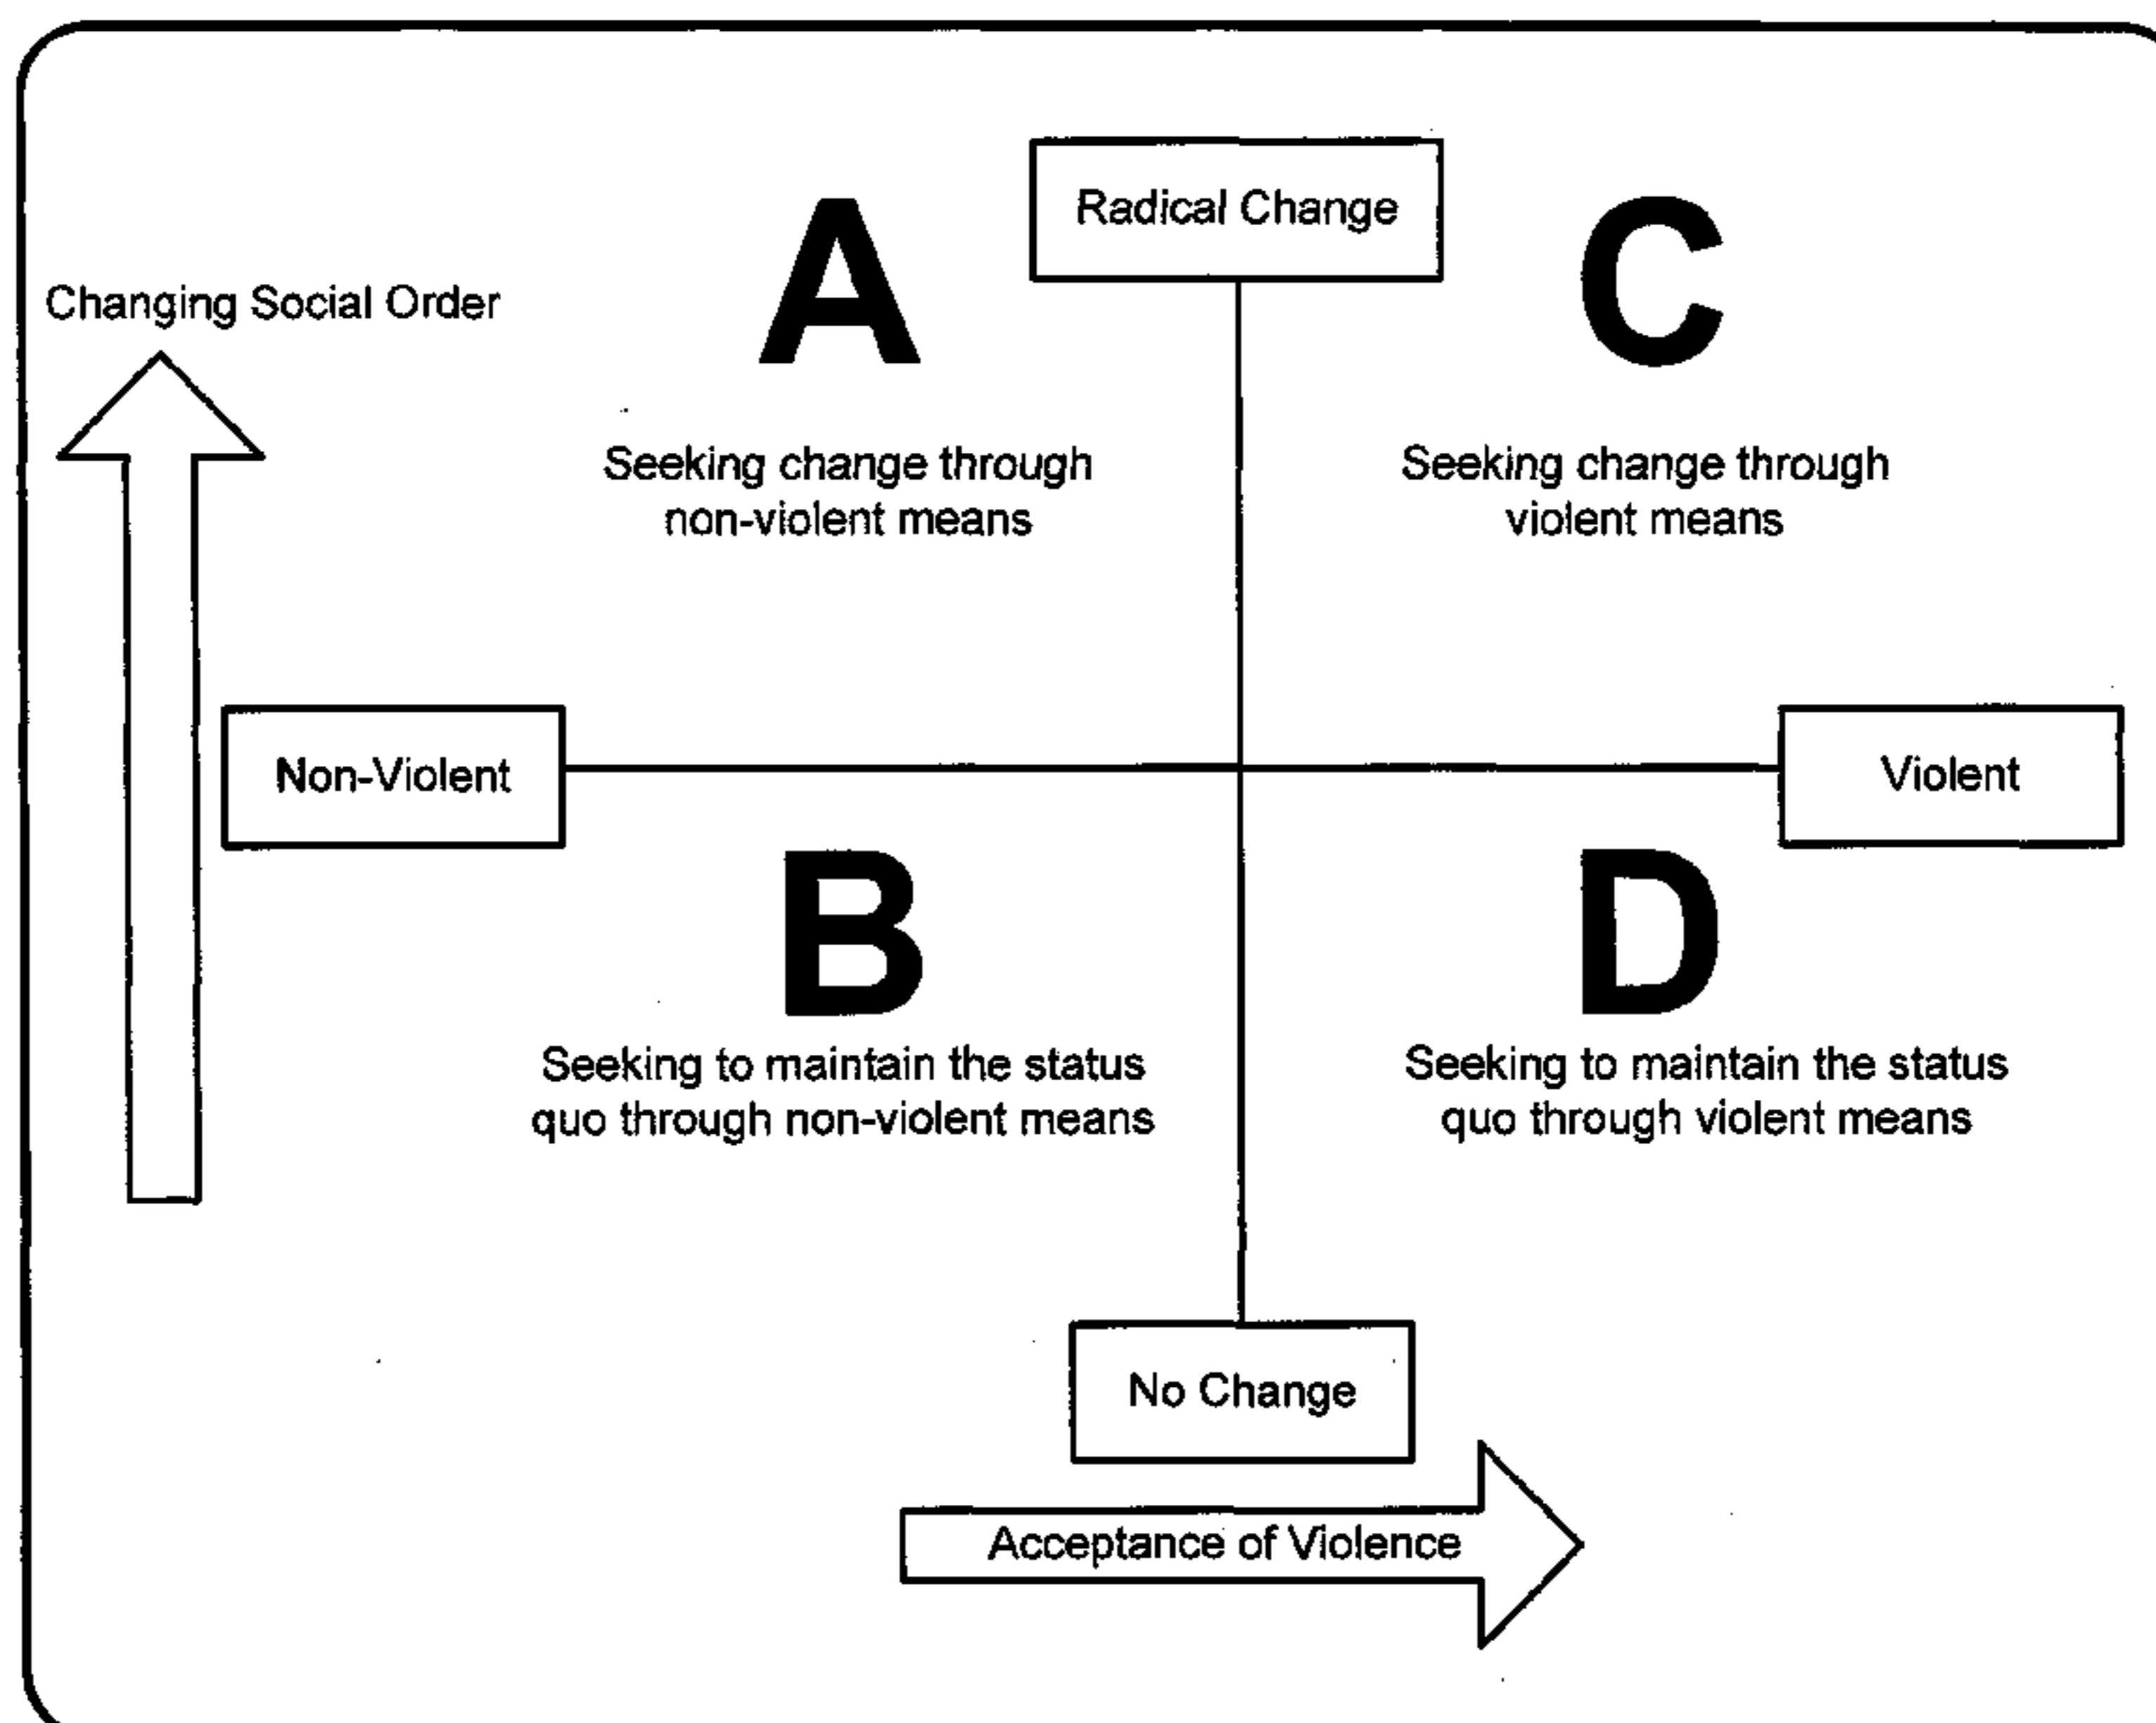 Radical Change
A
C
Changing Social Order
Seeking change through
non-violent means
Seeking change through
violent means
Non-Violent
Violent
B
D
Seeking to maintain the status
quo through non-violent means
Seeking to maintain the status
quo through violent means
No Change
Acceptance of Violence